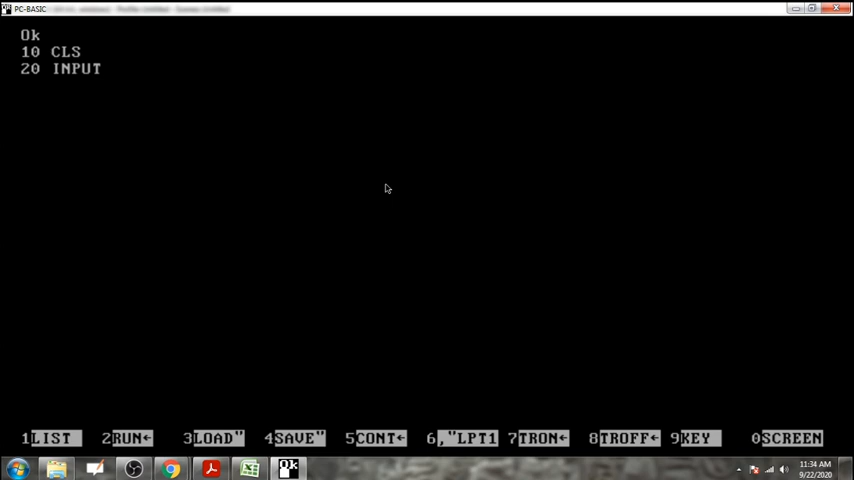 PC-BASIC
Ok
10 CLS
20 INPUT
1LIST 2RUN← 3LOAD" 4SAVE" 5CONT← 6,"LPT1 7TRON← 8TROFF← 9KEY 0SCREEN
Ok
11:34 AM
9/22/2020